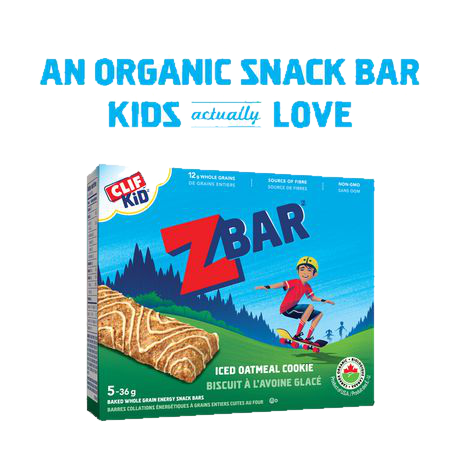 AN ORGANIC SNACK BAR
KIDS actually LOVE
CLIF
KID®
12g WHOLE GRAINS
DE GRAINS ENTIERS
SOURCE OF FIBRE
SOURCE DE FIBRES
NON-GMO
SANS OGM
ZBAR
ICED OATMEAL COOKIE
BISCUIT À L'AVOINE GLACÉ
5-36 g
BAKED WHOLE GRAIN ENERGY SNACK BARS
BARRES COLLATIONS ÉNERGÉTIQUES À GRAINS ENTIERS CUITES AU FOUR